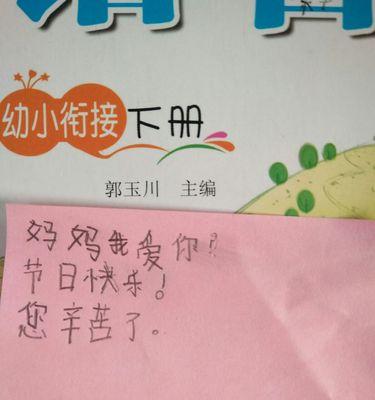 幼小衔接下册
郭玉川 主编
妈妈我爱你！
节日快乐！
您辛苦了。